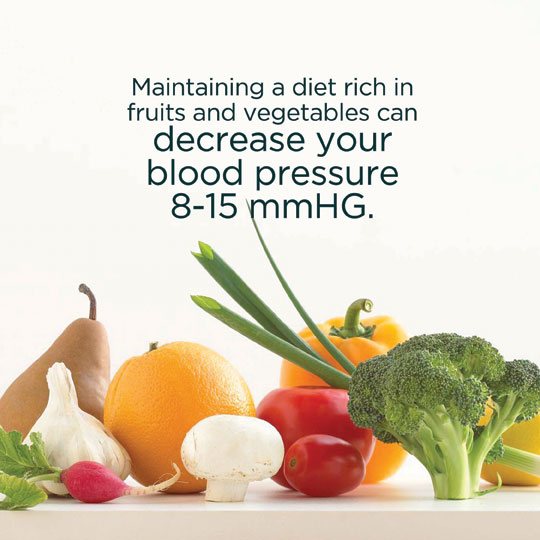 Maintaining a diet rich in
fruits and vegetables can
decrease your
blood pressure
8-15 mmHG.